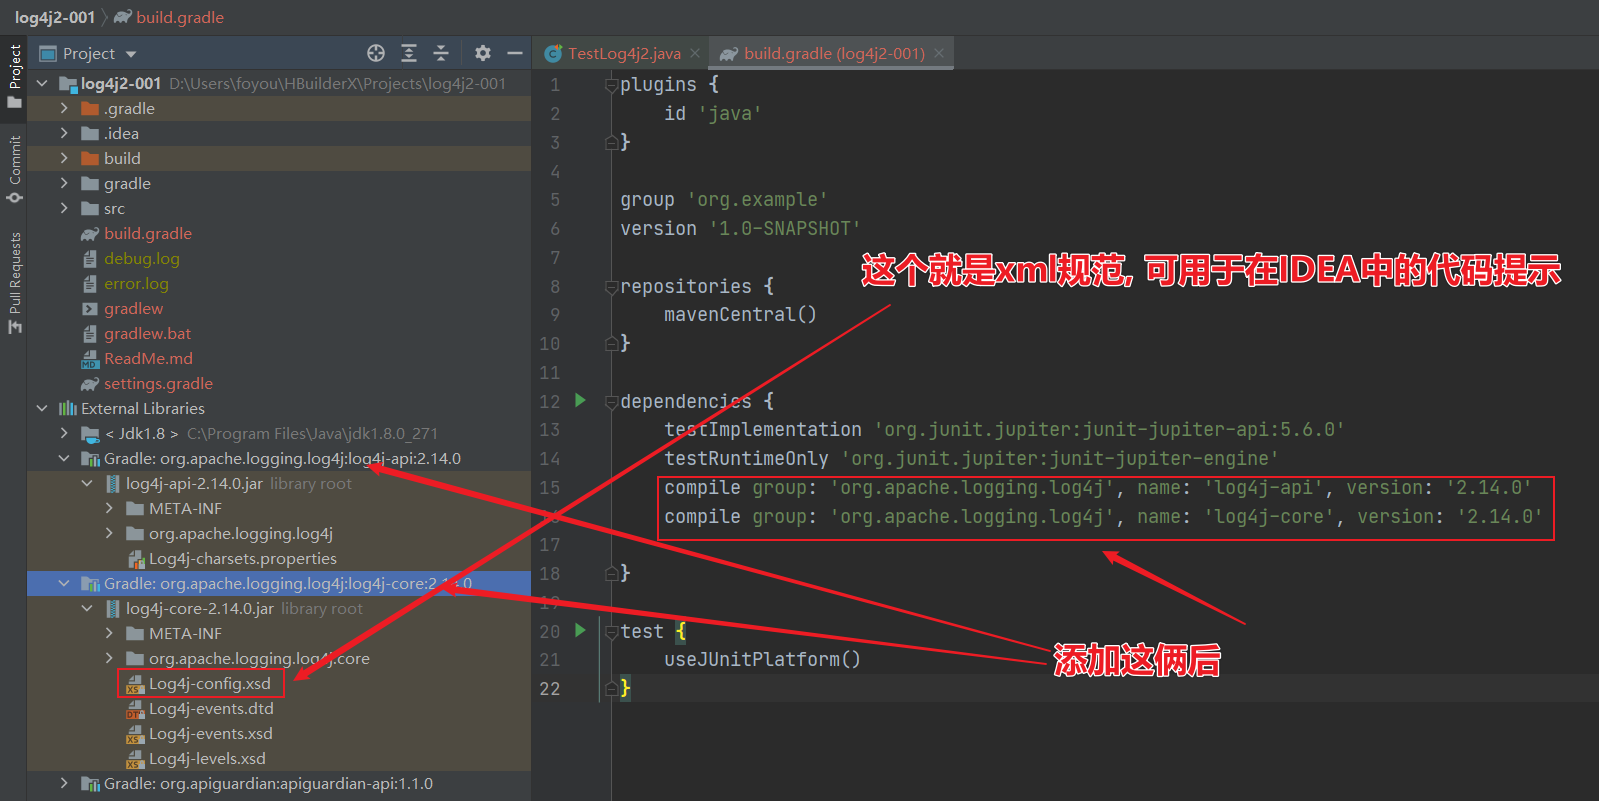 log4j2-001 build.gradle
Project
Commit
Pull Requests
Project
log4j2-001 D:\Users\foyou\HBuilderX\Projects\log4j2-001
.gradle
.idea
build
gradle
src
build.gradle
debug.log
error.log
gradlew
gradlew.bat
ReadMe.md
settings.gradle
External Libraries
< Jdk1.8 > C:\Program Files\Java\jdk1.8.0_271
Gradle: org.apache.logging.log4j:log4j-api:2.14.0
log4j-api-2.14.0.jar library root
META-INF
org.apache.logging.log4j
Log4j-charsets.properties
Gradle: org.apache.logging.log4j:log4j-core:2.14.0
log4j-core-2.14.0.jar library root
META-INF
org.apache.logging.log4j.core
Log4j-config.xsd
Log4j-events.dtd
Log4j-events.xsd
Log4j-levels.xsd
Gradle: org.apiguardian:apiguardian-api:1.1.0
TestLog4j2.java build.gradle (log4j2-001)
1 plugins {
2 id 'java'
3 }
4
5 group 'org.example'
6 version '1.0-SNAPSHOT'
7
8 repositories {
9 mavenCentral()
10 }
11
12 dependencies {
13 testImplementation 'org.junit.jupiter:junit-jupiter-api:5.6.0'
14 testRuntimeOnly 'org.junit.jupiter:junit-jupiter-engine'
15 compile group: 'org.apache.logging.log4j', name: 'log4j-api', version: '2.14.0'
16 compile group: 'org.apache.logging.log4j', name: 'log4j-core', version: '2.14.0'
17
18 }
19
20 test {
21 useJUnitPlatform()
22 }
这个就是xml规范, 可用于在IDEA中的代码提示
添加这俩后